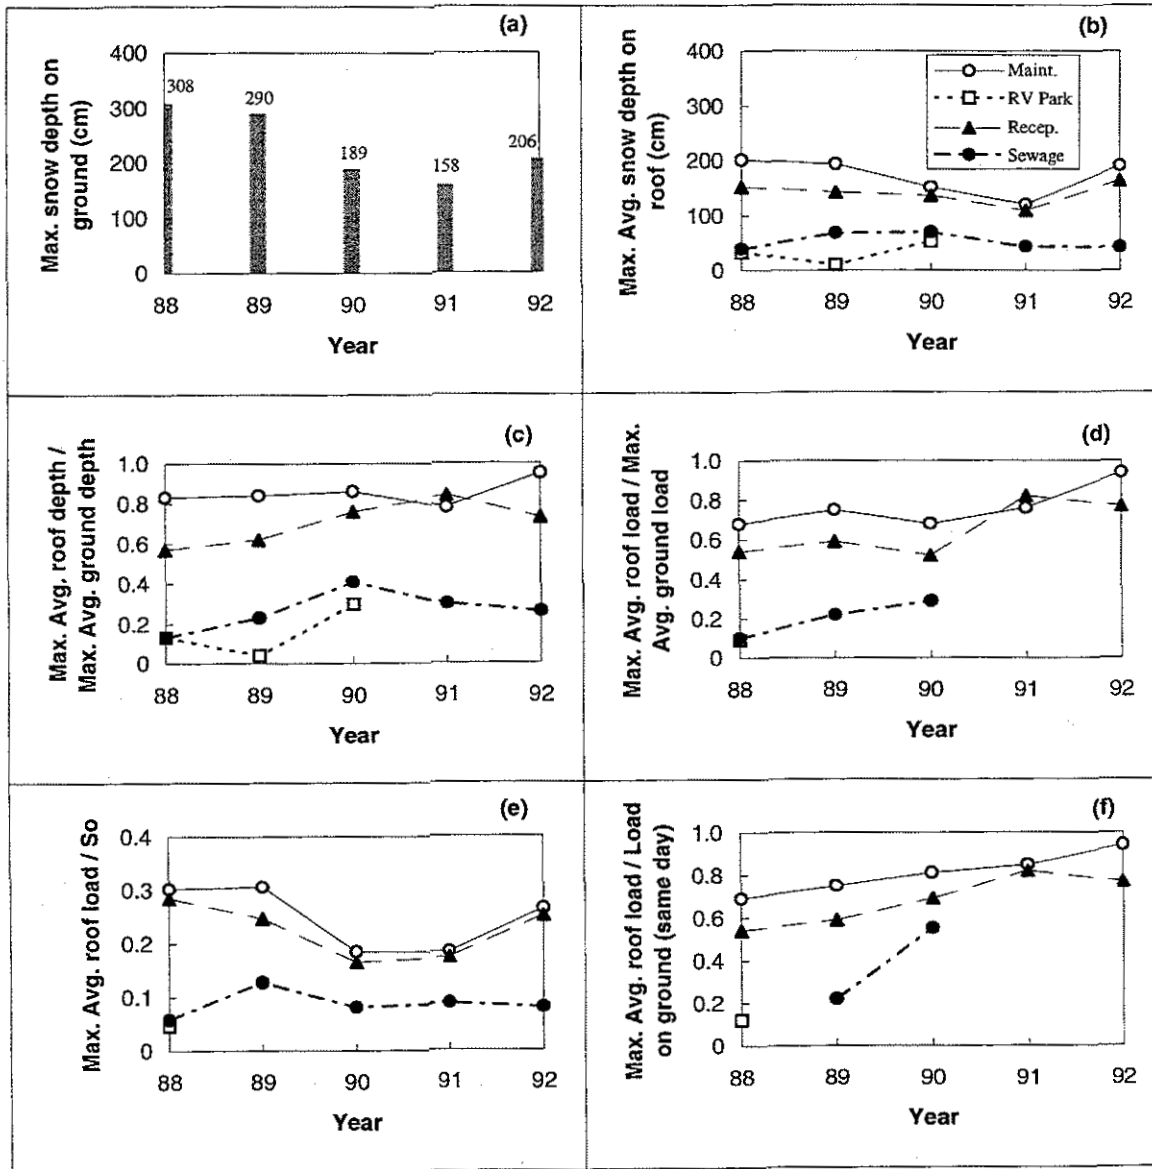 (a)
Max. snow depth on
ground (cm)
400
300
200
100
0
308
290
189
158
206
88 89 90 91 92
Year
(b)
Max. Avg. snow depth on
roof (cm)
400
300
200
100
0
Maint.
RV Park
Recep.
Sewage
88 89 90 91 92
Year
(c)
Max. Avg. roof depth /
Max. Avg. ground depth
1.0
0.8
0.6
0.4
0.2
0
88 89 90 91 92
Year
(d)
Max. Avg. roof load / Max.
Avg. ground load
1.0
0.8
0.6
0.4
0.2
0
88 89 90 91 92
Year
(e)
Max. Avg. roof load / So
0.4
0.3
0.2
0.1
0
88 89 90 91 92
Year
(f)
Max. Avg. roof load / Load
on ground (same day)
1.0
0.8
0.6
0.4
0.2
0
88 89 90 91 92
Year